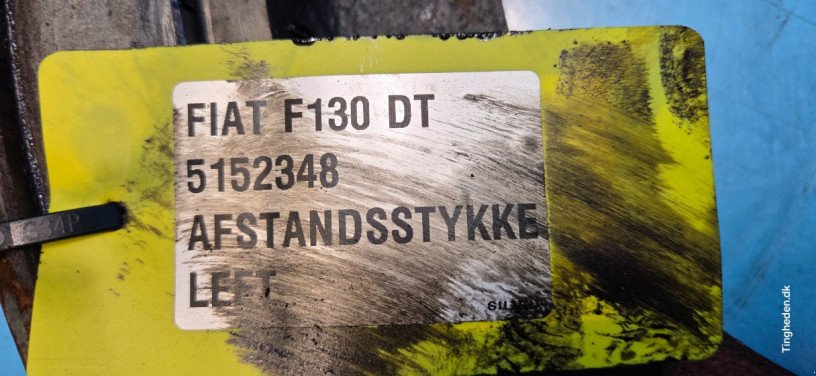 FIAT F130 DT
5152348
AFSTANDSSTYKKE
LEFT
Tingheden.dk